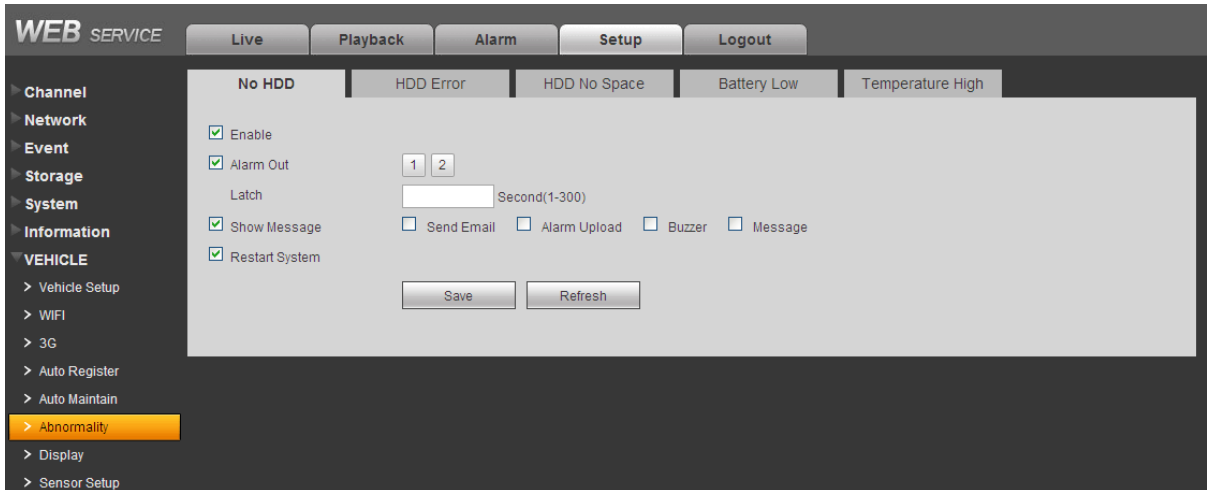 WEB SERVICE
Live Playback Alarm Setup Logout
Channel
Network
Event
Storage
System
Information
VEHICLE
> Vehicle Setup
> WIFI
> 3G
> Auto Register
> Auto Maintain
> Abnormality
> Display
> Sensor Setup
No HDD HDD Error HDD No Space Battery Low Temperature High
Enable
Alarm Out 1 2
Latch Second(1-300)
Show Message Send Email Alarm Upload Buzzer Message
Restart System
Save Refresh